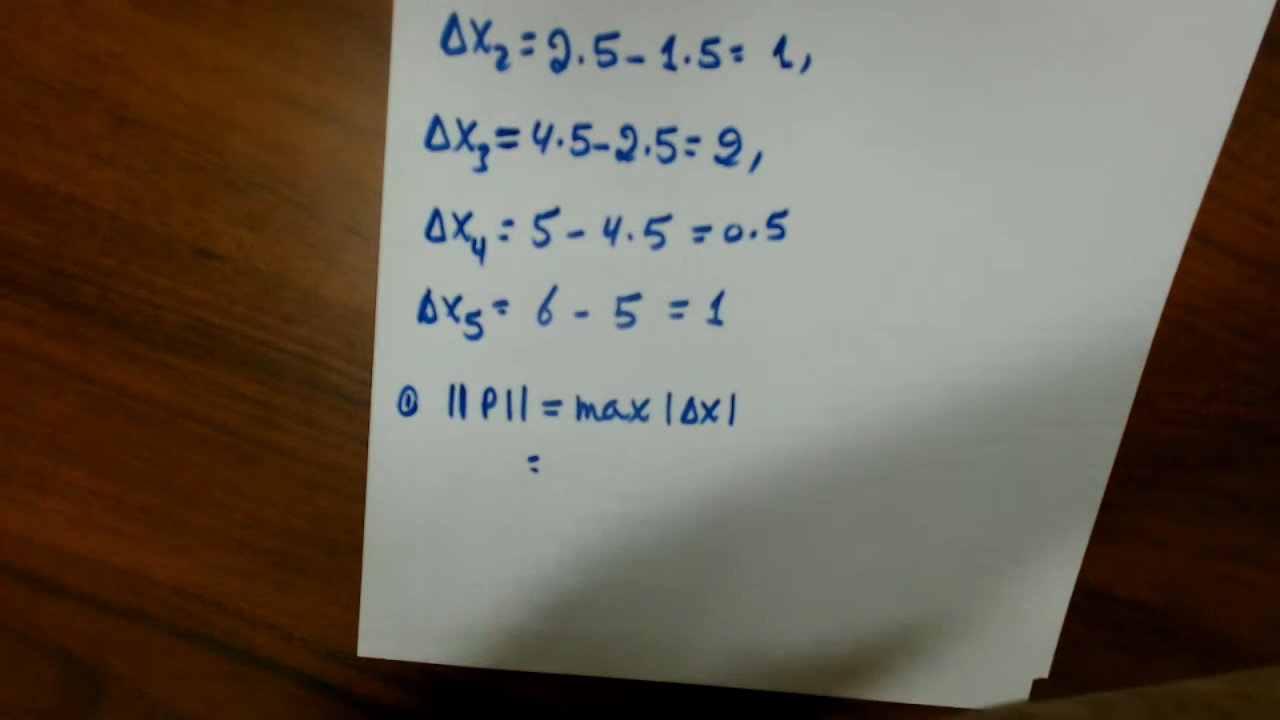 Δx₂ = 2.5 - 1.5 = 1,
Δx₃ = 4.5 - 2.5 = 2,
Δx₄ = 5 - 4.5 = 0.5
Δx₅ = 6 - 5 = 1
① ||P|| = max |Δx|
=